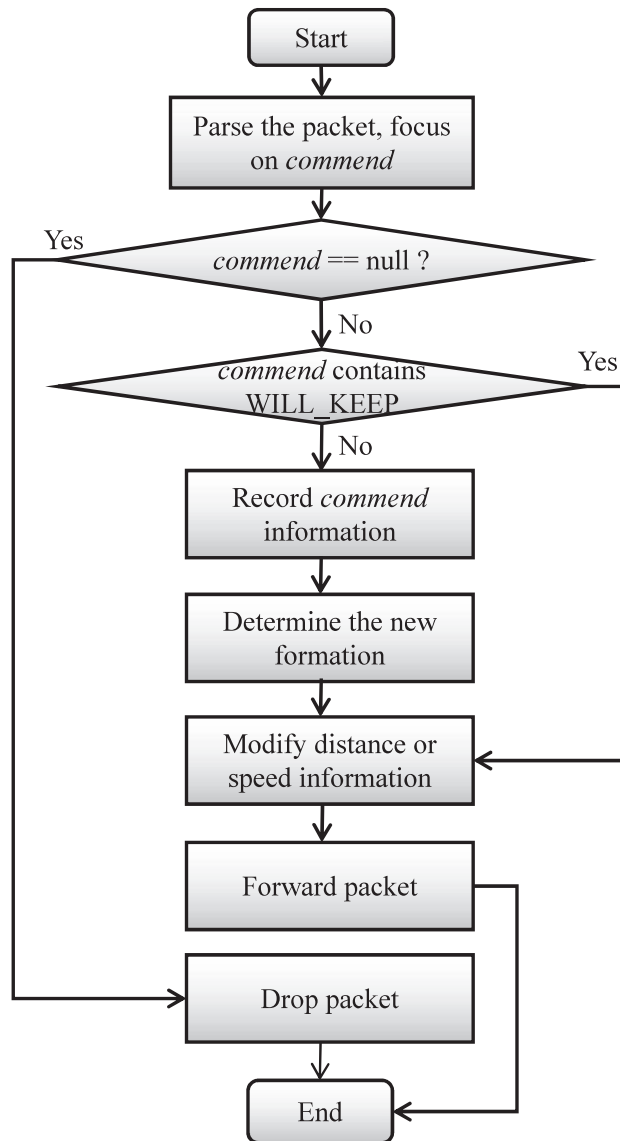 Start
Parse the packet, focus
on commend
Yes
commend == null ?
No
commend contains
WILL_KEEP
Yes
No
Record commend
information
Determine the new
formation
Modify distance or
speed information
Forward packet
Drop packet
End